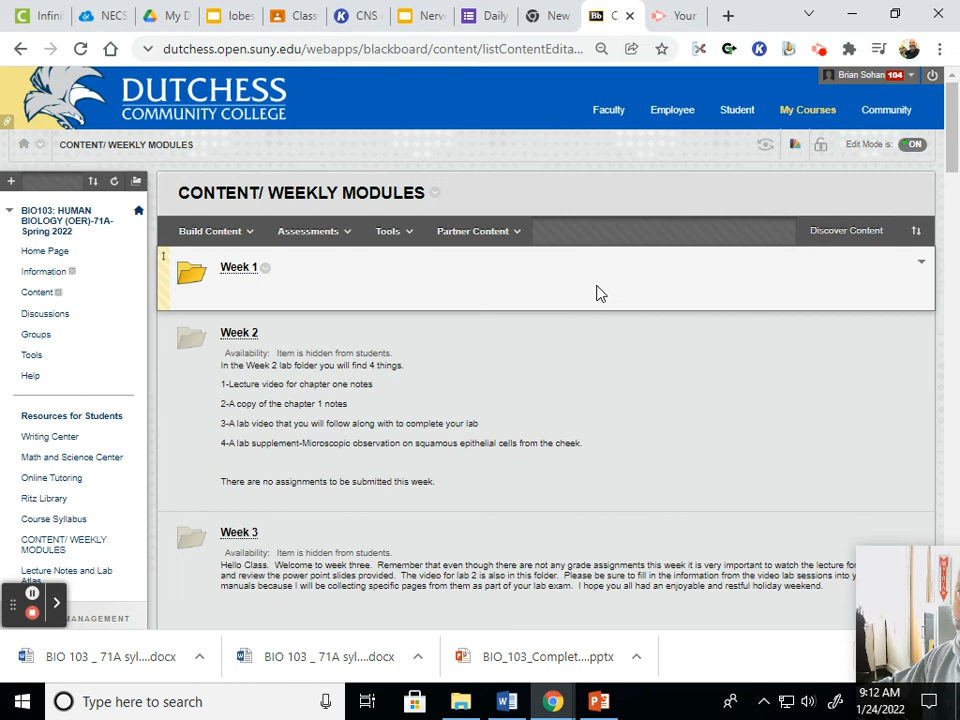 Infini
NECS
My D
lobes
Class
CNS
Nerv
Daily
New
Bb
C
Your
dutchess.open.suny.edu/webapps/blackboard/content/listContentEdita...
DUTCHESS
COMMUNITY COLLEGE
Brian Sohan 104
Faculty
Employee
Student
My Courses
Community
CONTENT/ WEEKLY MODULES
Edit Mode is: ON
BIO103: HUMAN
BIOLOGY (OER)-71A-
Spring 2022
Home Page
Information
Content
Discussions
Groups
Tools
Help
Resources for Students
Writing Center
Math and Science Center
Online Tutoring
Ritz Library
Course Syllabus
CONTENT/ WEEKLY
MODULES
Lecture Notes and Lab
Atlas
MANAGEMENT
CONTENT/ WEEKLY MODULES
Build Content
Assessments
Tools
Partner Content
Discover Content
Week 1
Week 2
Availability: Item is hidden from students.
In the Week 2 lab folder you will find 4 things.
1-Lecture video for chapter one notes
2-A copy of the chapter 1 notes
3-A lab video that you will follow along with to complete your lab
4-A lab supplement-Microscopic observation on squamous epithelial cells from the cheek.
There are no assignments to be submitted this week.
Week 3
Availability: Item is hidden from students.
Hello Class. Welcome to week three. Remember that even though there are not any grade assignments this week it is very important to watch the lecture for
and review the power point slides provided. The video for lab 2 is also in this folder. Please be sure to fill in the information from the video lab sessions into yo
manuals because I will be collecting specific pages from them as part of your lab exam. I hope you all had an enjoyable and restful holiday weekend.
BIO 103 _ 71A syl....docx
BIO 103 _ 71A syl....docx
BIO_103_Complet....pptx
Type here to search
9:12 AM
1/24/2022